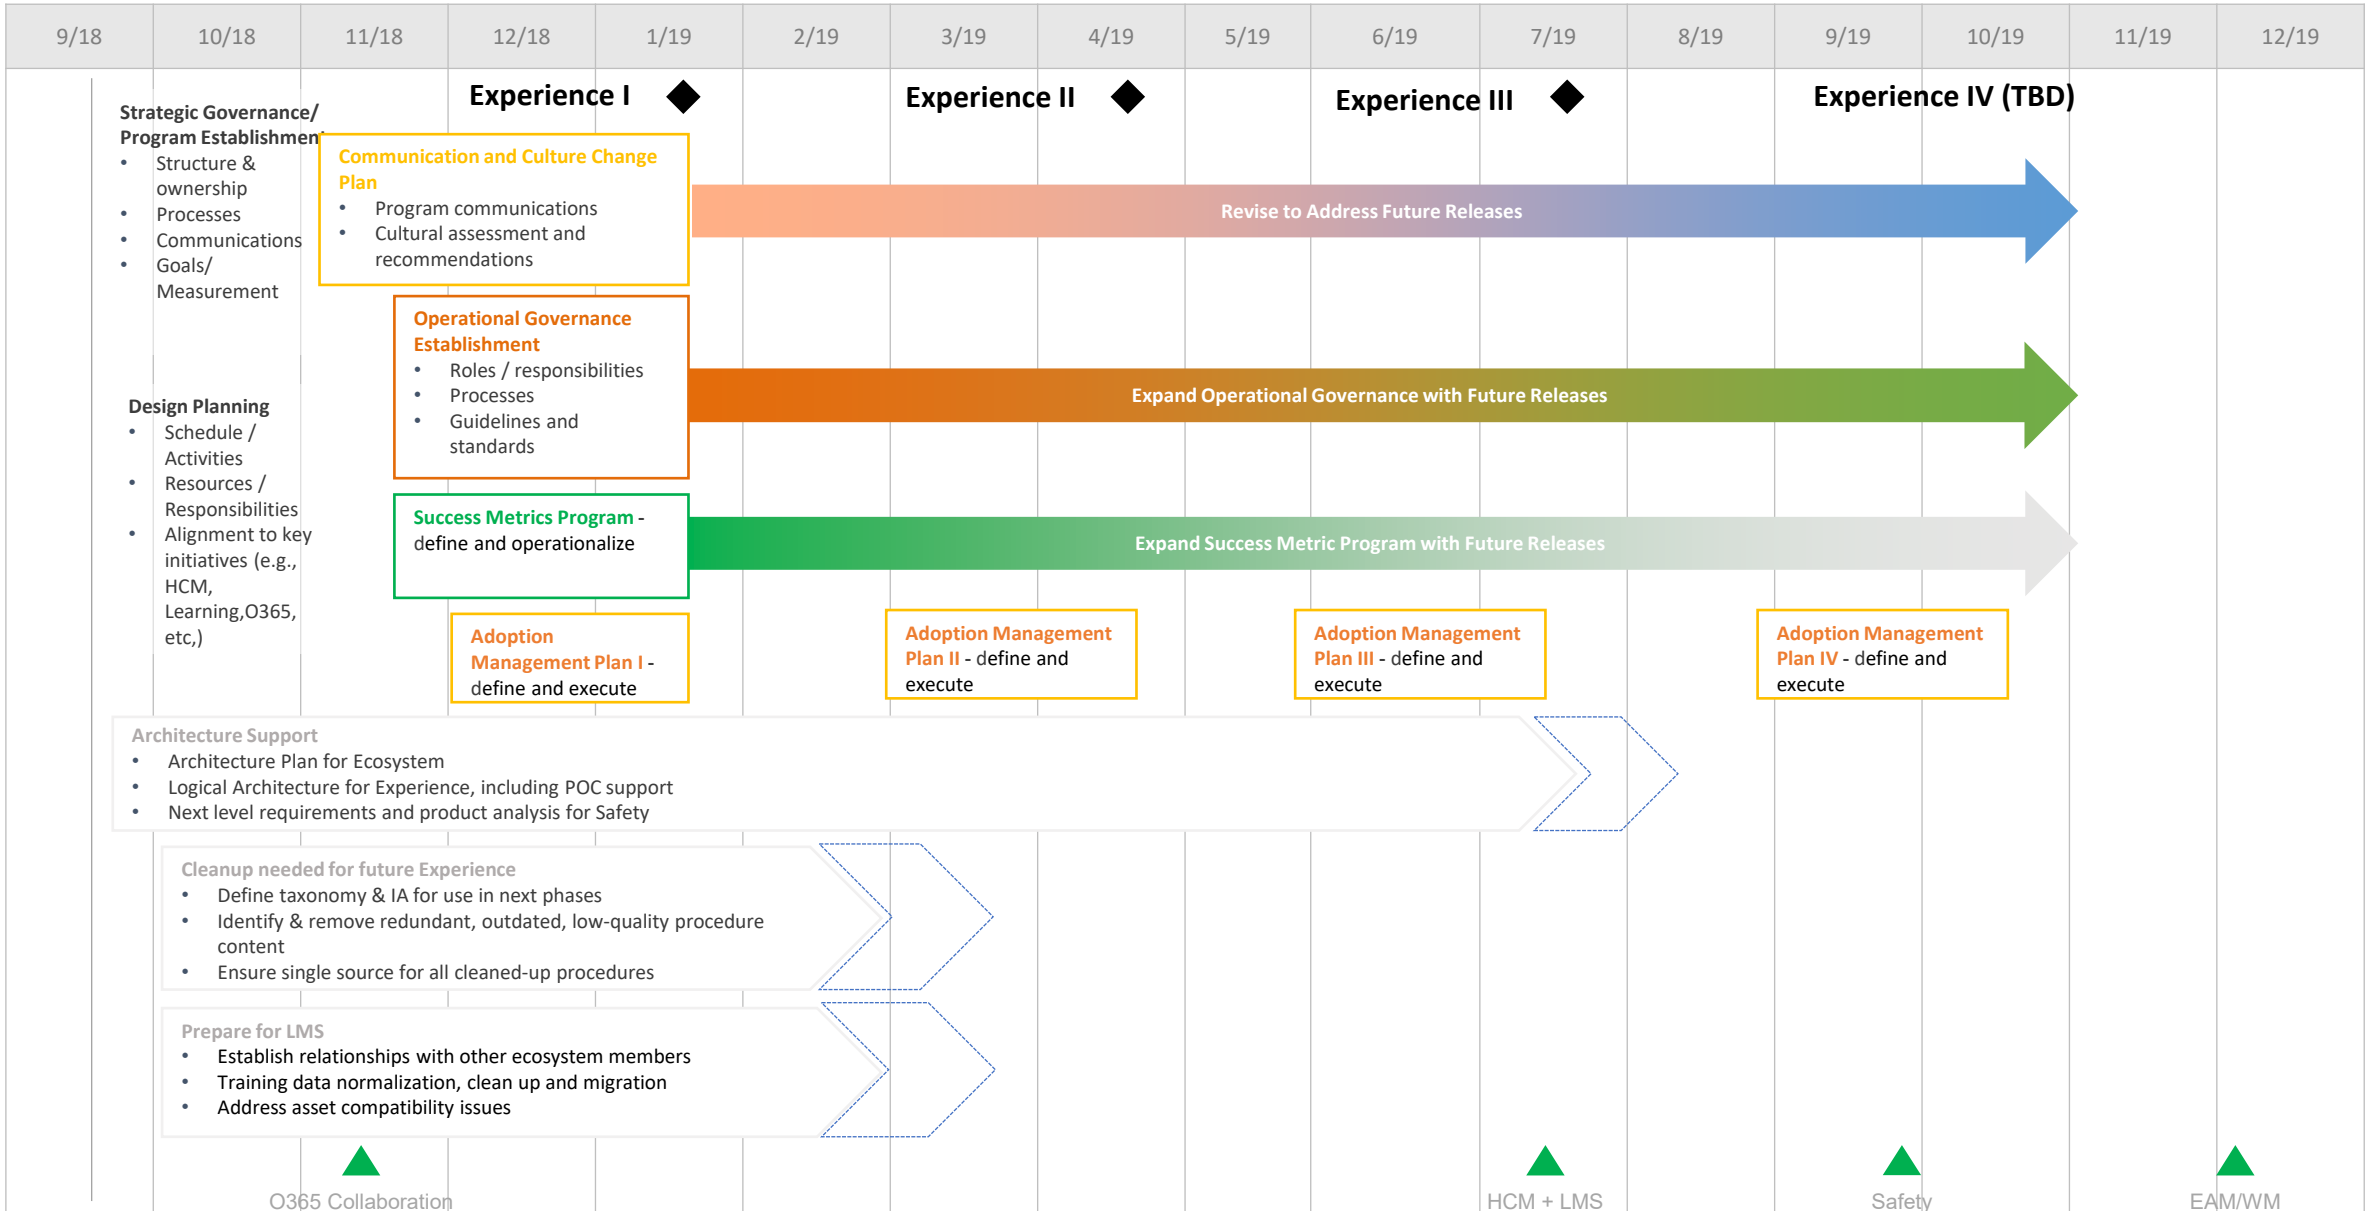 9/18 10/18 11/18 12/18 1/19 2/19 3/19 4/19 5/19 6/19 7/19 8/19 9/19 10/19 11/19 12/19
Experience I
Experience II
Experience III
Experience IV (TBD)
Strategic Governance/
Program Establishment
• Structure &
ownership
• Processes
• Communications
• Goals/
Measurement
Communication and Culture Change
Plan
• Program communications
• Cultural assessment and
recommendations
Revise to Address Future Releases
Operational Governance
Establishment
• Roles / responsibilities
• Processes
• Guidelines and
standards
Expand Operational Governance with Future Releases
Design Planning
• Schedule /
Activities
• Resources /
Responsibilities
• Alignment to key
initiatives (e.g.,
HCM,
Learning,O365,
etc,)
Success Metrics Program -
define and operationalize
Expand Success Metric Program with Future Releases
Adoption
Management Plan I -
define and execute
Adoption Management
Plan II - define and
execute
Adoption Management
Plan III - define and
execute
Adoption Management
Plan IV - define and
execute
Architecture Support
• Architecture Plan for Ecosystem
• Logical Architecture for Experience, including POC support
• Next level requirements and product analysis for Safety
Cleanup needed for future Experience
• Define taxonomy & IA for use in next phases
• Identify & remove redundant, outdated, low-quality procedure
content
• Ensure single source for all cleaned-up procedures
Prepare for LMS
• Establish relationships with other ecosystem members
• Training data normalization, clean up and migration
• Address asset compatibility issues
O365 Collaboration
HCM + LMS
Safety
EAM/WM